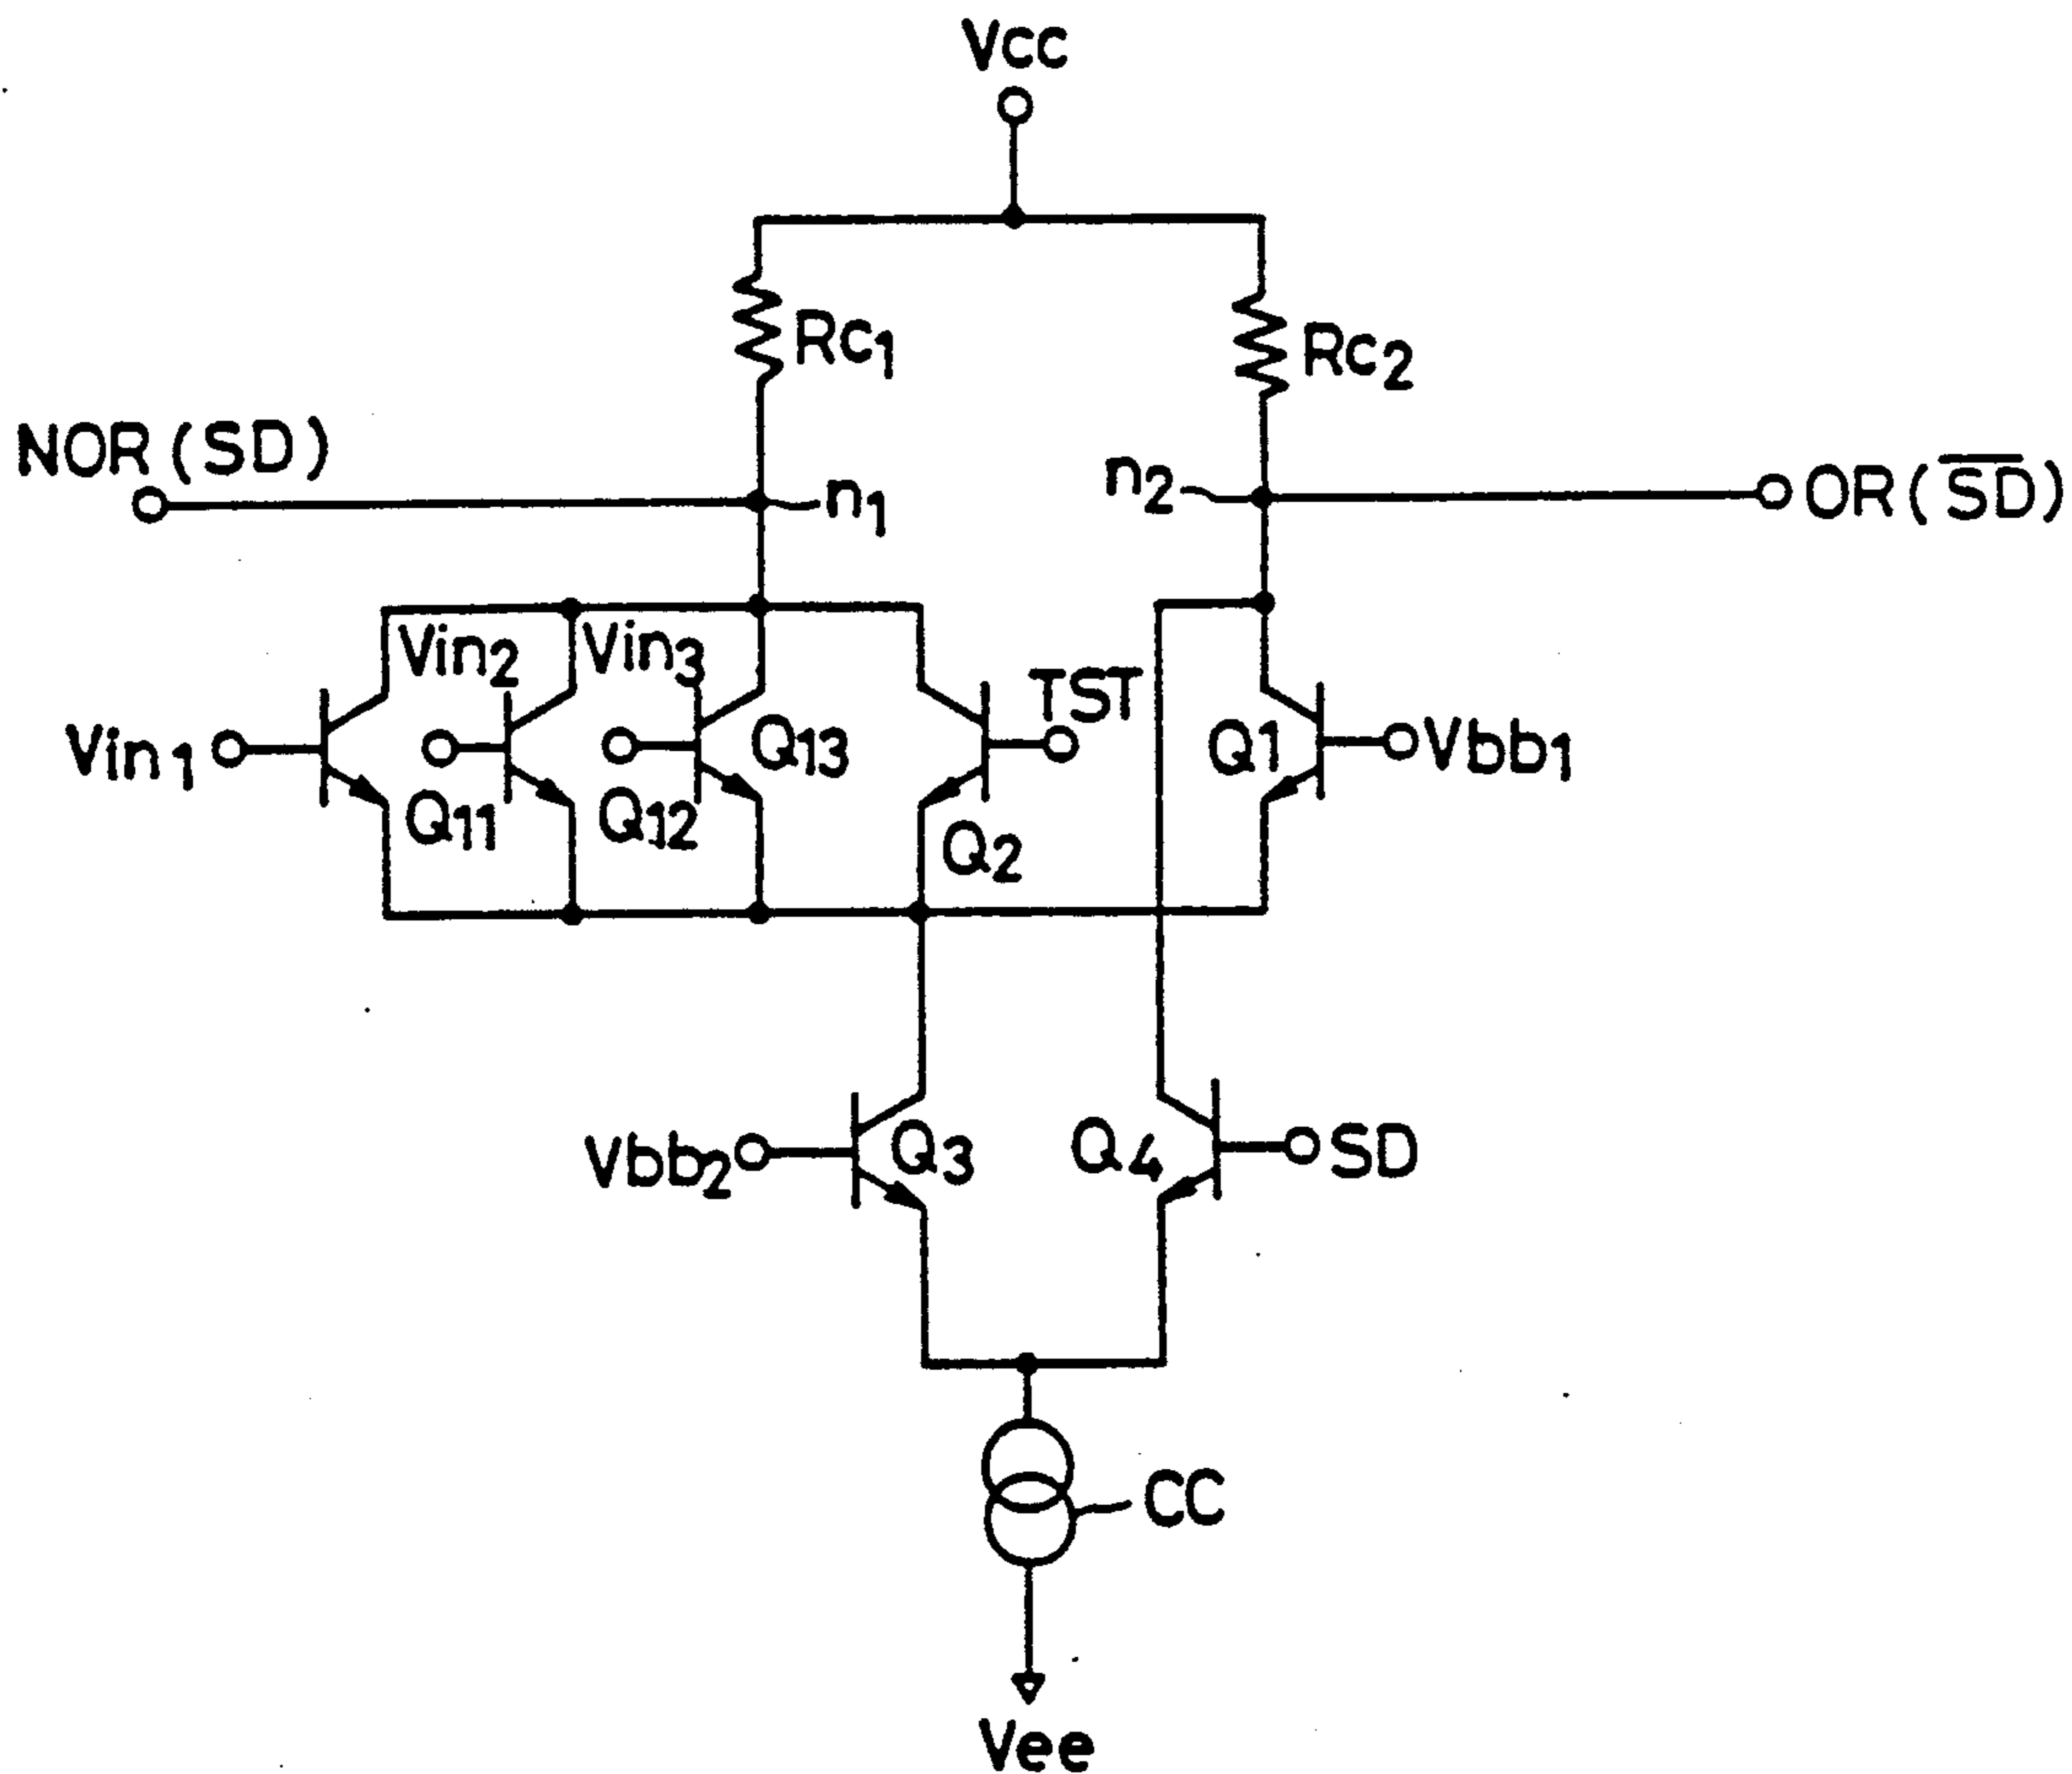 Vcc
Rc1
Rc2
NOR(SD)
n1
n2
OR(S̅D̅)
Vin1
Vin2
Vin3
Q11
Q12
Q13
TST
Q2
Q1
Vbb1
Vbb2
Q3
Q4
SD
CC
Vee